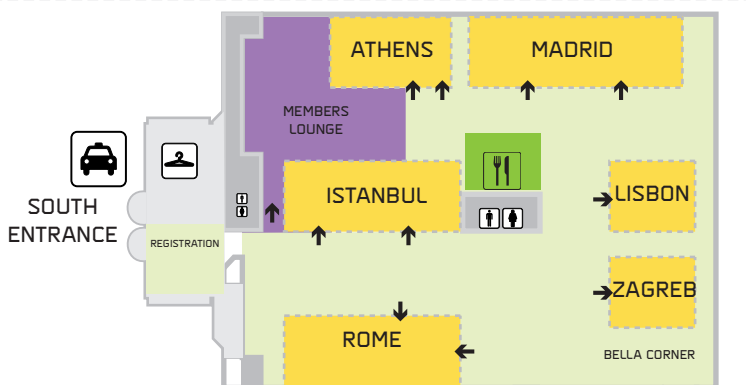 ATHENS
MADRID
MEMBERS
LOUNGE
ISTANBUL
LISBON
SOUTH
ENTRANCE
REGISTRATION
ZAGREB
ROME
BELLA CORNER